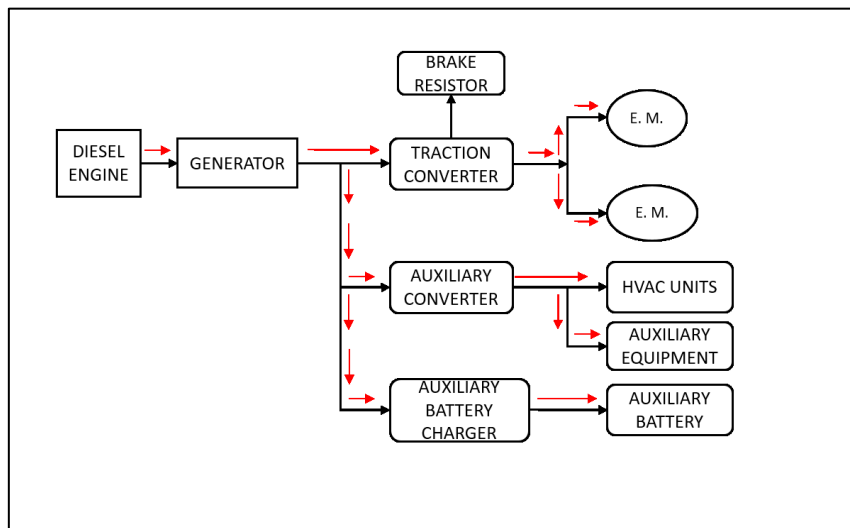 BRAKE
RESISTOR
E. M.
DIESEL
ENGINE
GENERATOR
TRACTION
CONVERTER
E. M.
AUXILIARY
CONVERTER
HVAC UNITS
AUXILIARY
EQUIPMENT
AUXILIARY
BATTERY
CHARGER
AUXILIARY
BATTERY